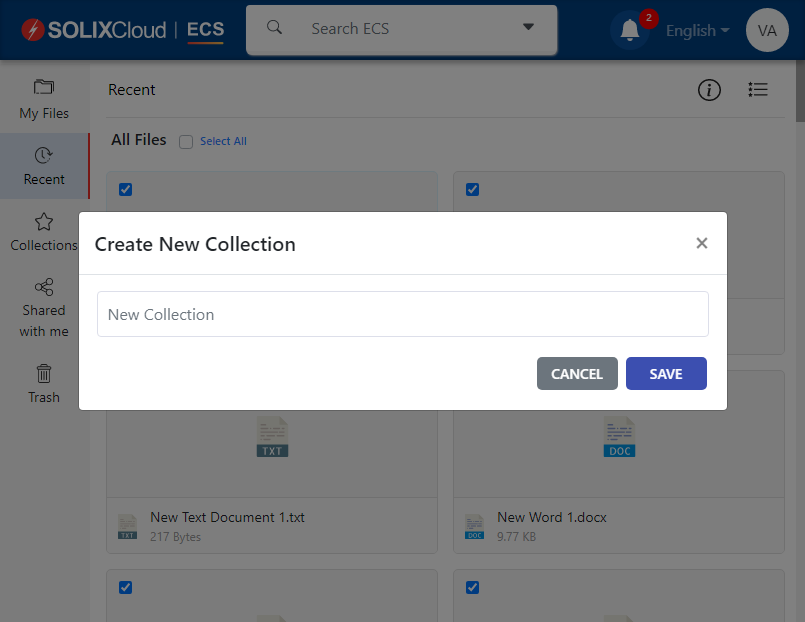 SOLIXCloud | ECS
Search ECS
2
English
VA
My Files
Recent
Collections
Shared
with me
Trash
Recent
All Files
Select All
Create New Collection
×
New Collection
CANCEL
SAVE
TXT
DOC
TXT
New Text Document 1.txt
217 Bytes
DOC
New Word 1.docx
9.77 KB